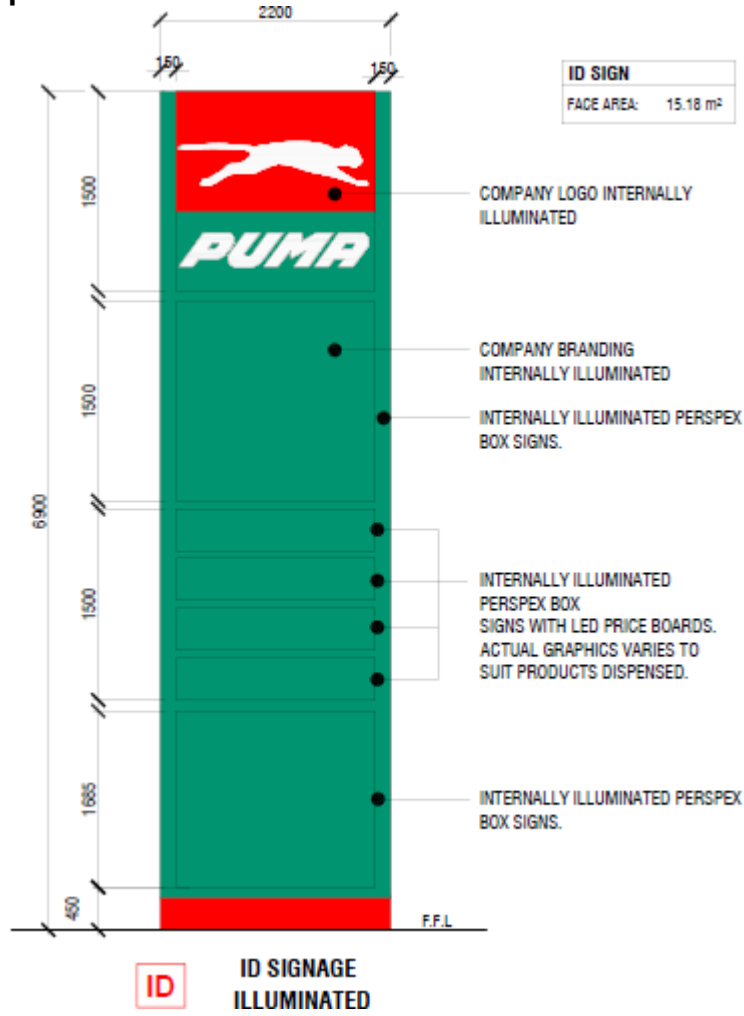 2200
150
150
ID SIGN
FACE AREA: 15.18 m²
6900
1500
COMPANY LOGO INTERNALLY
ILLUMINATED
PUMA
1500
COMPANY BRANDING
INTERNALLY ILLUMINATED
INTERNALLY ILLUMINATED PERSPEX
BOX SIGNS.
1500
INTERNALLY ILLUMINATED
PERSPEX BOX
SIGNS WITH LED PRICE BOARDS.
ACTUAL GRAPHICS VARIES TO
SUIT PRODUCTS DISPENSED.
1685
INTERNALLY ILLUMINATED PERSPEX
BOX SIGNS.
450
F.F.L
ID
ID SIGNAGE
ILLUMINATED